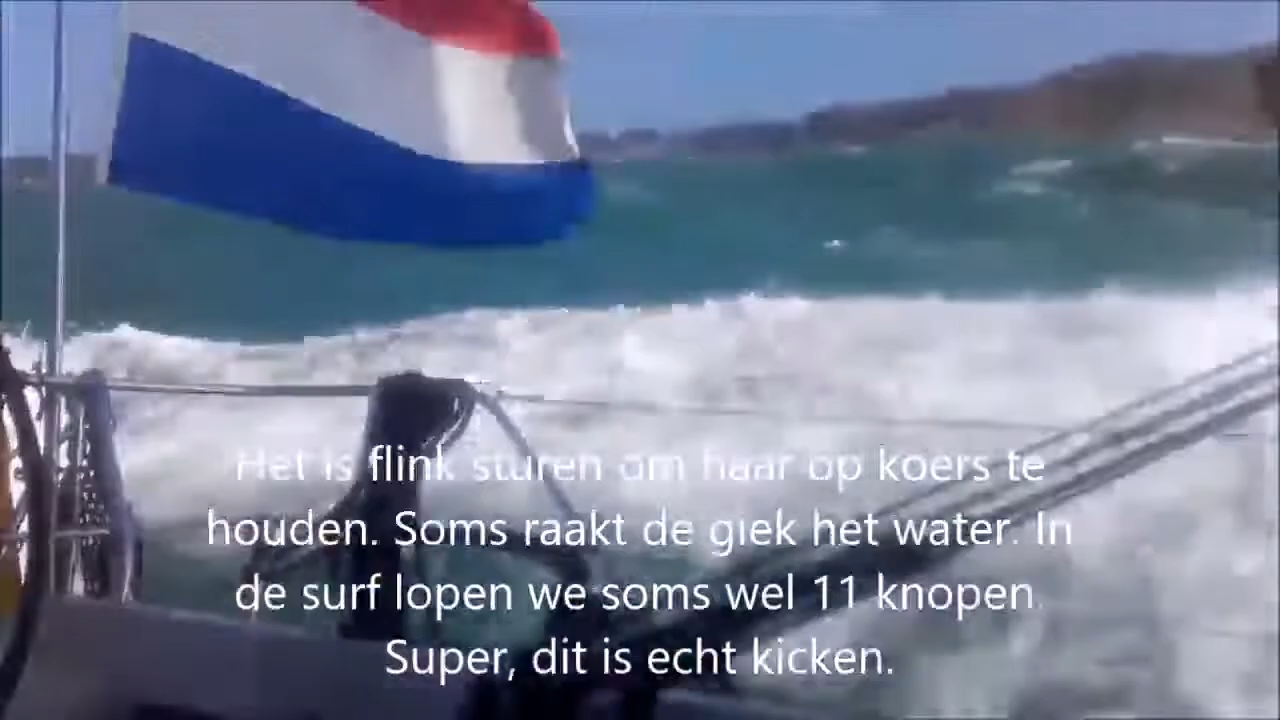 Het is flink sturen om haar op koers te
houden. Soms raakt de giek het water. In
de surf lopen we soms wel 11 knopen.
Super, dit is echt kicken.